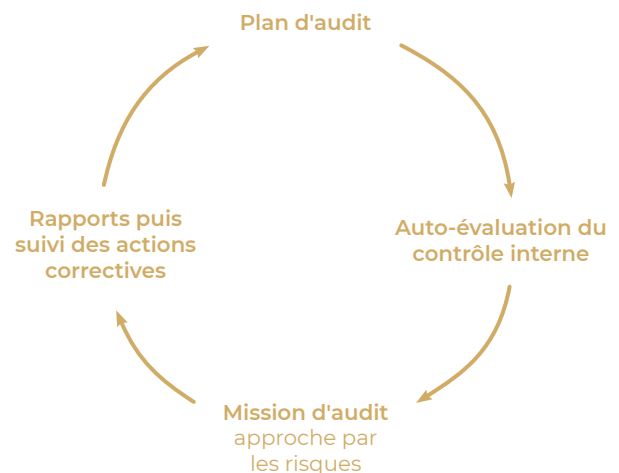 Plan d'audit
Auto-évaluation du
contrôle interne
Mission d'audit
approche par
les risques
Rapports puis
suivi des actions
correctives